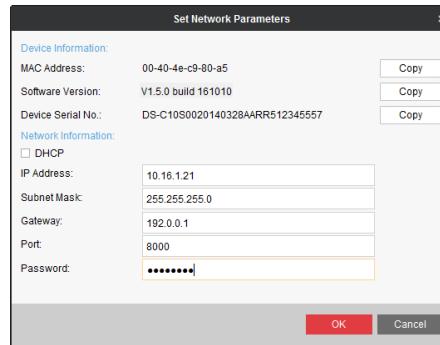 Set Network Parameters
Device Information:
MAC Address: 00-40-4e-c9-80-a5 Copy
Software Version: V1.5.0 build 161010 Copy
Device Serial No.: DS-C10S0020140328AARR512345557 Copy
Network Information:
DHCP
IP Address: 10.16.1.21
Subnet Mask: 255.255.255.0
Gateway: 192.0.0.1
Port: 8000
Password: ●●●●●●●●
OK Cancel